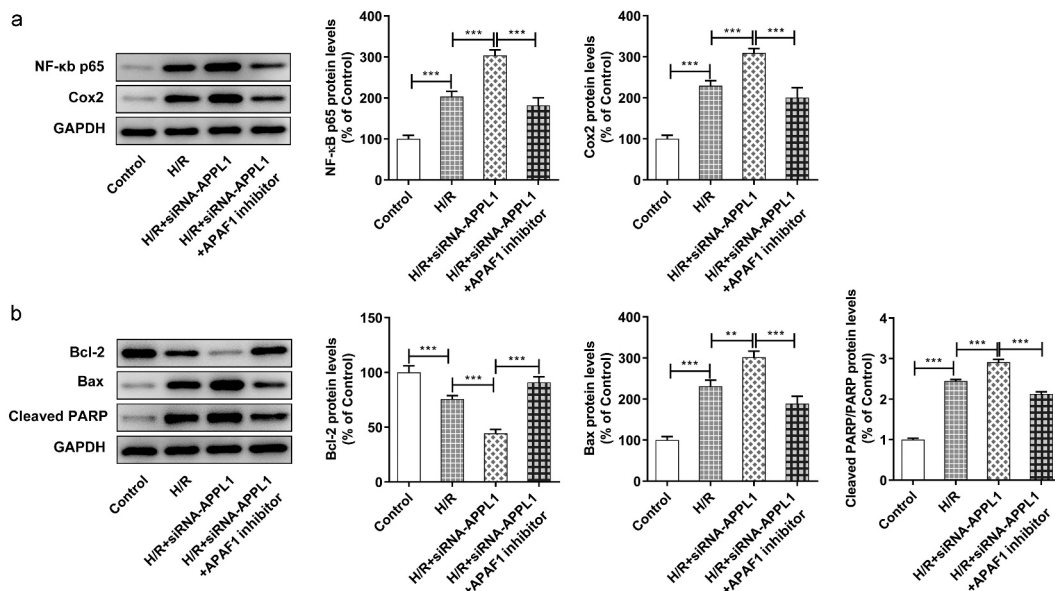 a
NF-κb p65
Cox2
GAPDH
Control
H/R
H/R+siRNA-APPL1
H/R+siRNA-APPL1
+APAF1 inhibitor
NF-κB p65 protein levels
(% of Control)
400
300
200
100
0
***
***
***
Control
H/R
H/R+siRNA-APPL1
H/R+siRNA-APPL1
+APAF1 inhibitor
Cox2 protein levels
(% of Control)
400
300
200
100
0
***
***
***
Control
H/R
H/R+siRNA-APPL1
H/R+siRNA-APPL1
+APAF1 inhibitor
b
Bcl-2
Bax
Cleaved PARP
GAPDH
Control
H/R
H/R+siRNA-APPL1
H/R+siRNA-APPL1
+APAF1 inhibitor
Bcl-2 protein levels
(% of Control)
150
100
50
0
***
***
***
Control
H/R
H/R+siRNA-APPL1
H/R+siRNA-APPL1
+APAF1 inhibitor
Bax protein levels
(% of Control)
400
300
200
100
0
***
**
***
Control
H/R
H/R+siRNA-APPL1
H/R+siRNA-APPL1
+APAF1 inhibitor
Cleaved PARP/PARP protein levels
(% of Control)
4
3
2
1
0
***
***
***
Control
H/R
H/R+siRNA-APPL1
H/R+siRNA-APPL1
+APAF1 inhibitor